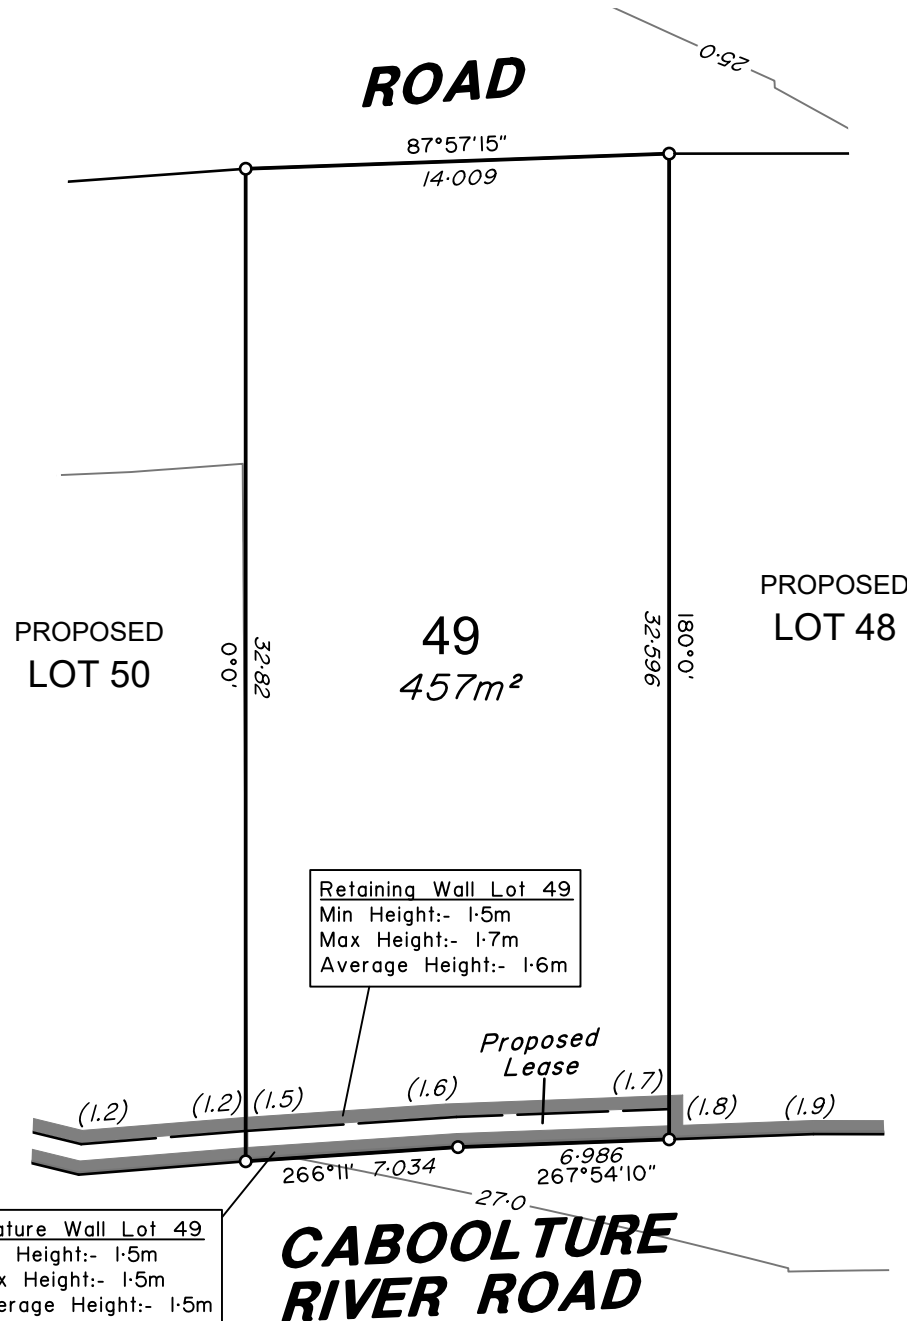 25·0
ROAD
87°57'15"
14·009
PROPOSED
LOT 50
0°0'
32·82
49
457m²
32·596
180°0'
PROPOSED
LOT 48
Retaining Wall Lot 49
Min Height:- 1·5m
Max Height:- 1·7m
Average Height:- 1·6m
Proposed
Lease
(1.2)
(1.2)
(1.5)
(1.6)
(1.7)
(1.8)
(1.9)
266°11'
7·034
6·986
267°54'10"
27·0
ature Wall Lot 49
Height:- 1·5m
x Height:- 1·5m
erage Height:- 1·5m
CABOOLTURE
RIVER ROAD